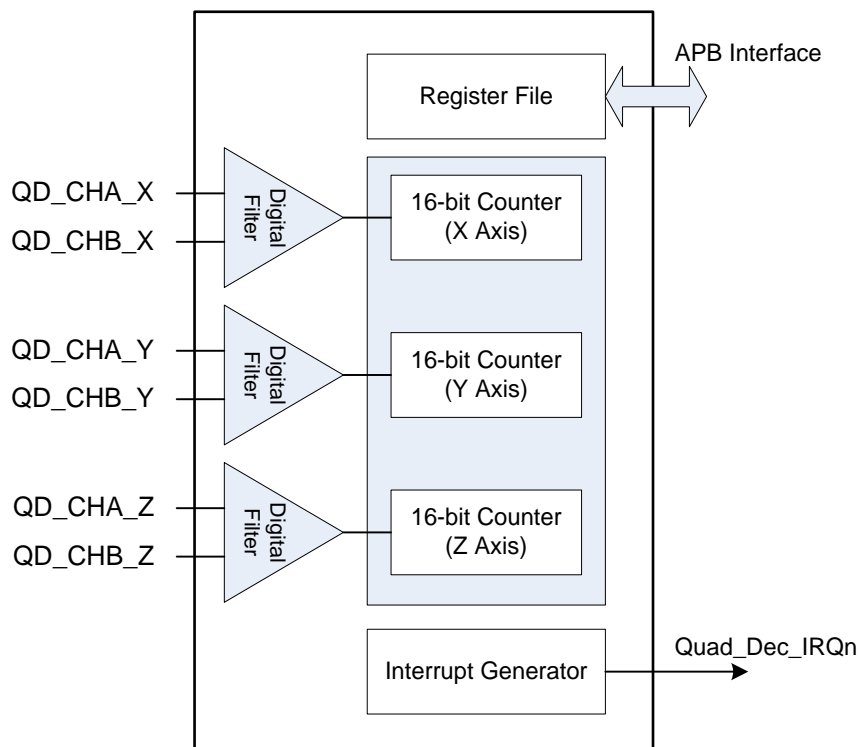 APB Interface
Register File
QD_CHA_X
QD_CHB_X
Digital
Filter
16-bit Counter
(X Axis)
QD_CHA_Y
QD_CHB_Y
Digital
Filter
16-bit Counter
(Y Axis)
QD_CHA_Z
QD_CHB_Z
Digital
Filter
16-bit Counter
(Z Axis)
Interrupt Generator
Quad_Dec_IRQn